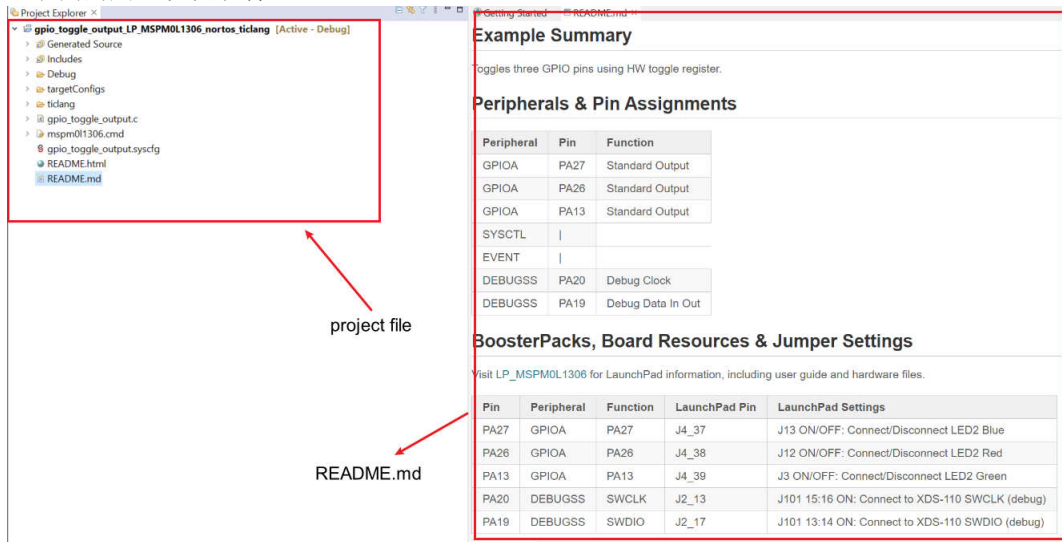 Project Explorer ×
gpio_toggle_output_LP_MSPM0L1306_nortos_ticlang [Active - Debug]
Generated Source
Includes
Debug
targetConfigs
ticlang
gpio_toggle_output.c
mspm0l1306.cmd
gpio_toggle_output.syscfg
README.html
README.md
project file
README.md
Getting Started README.md ×
Example Summary
Toggles three GPIO pins using HW toggle register.
Peripherals & Pin Assignments
Peripheral Pin Function
GPIOA PA27 Standard Output
GPIOA PA26 Standard Output
GPIOA PA13 Standard Output
SYSCTL |
EVENT |
DEBUGSS PA20 Debug Clock
DEBUGSS PA19 Debug Data In Out
BoosterPacks, Board Resources & Jumper Settings
Visit LP_MSPM0L1306 for LaunchPad information, including user guide and hardware files.
Pin Peripheral Function LaunchPad Pin LaunchPad Settings
PA27 GPIOA PA27 J4_37 J13 ON/OFF: Connect/Disconnect LED2 Blue
PA26 GPIOA PA26 J4_38 J12 ON/OFF: Connect/Disconnect LED2 Red
PA13 GPIOA PA13 J4_39 J3 ON/OFF: Connect/Disconnect LED2 Green
PA20 DEBUGSS SWCLK J2_13 J101 15:16 ON: Connect to XDS-110 SWCLK (debug)
PA19 DEBUGSS SWDIO J2_17 J101 13:14 ON: Connect to XDS-110 SWDIO (debug)